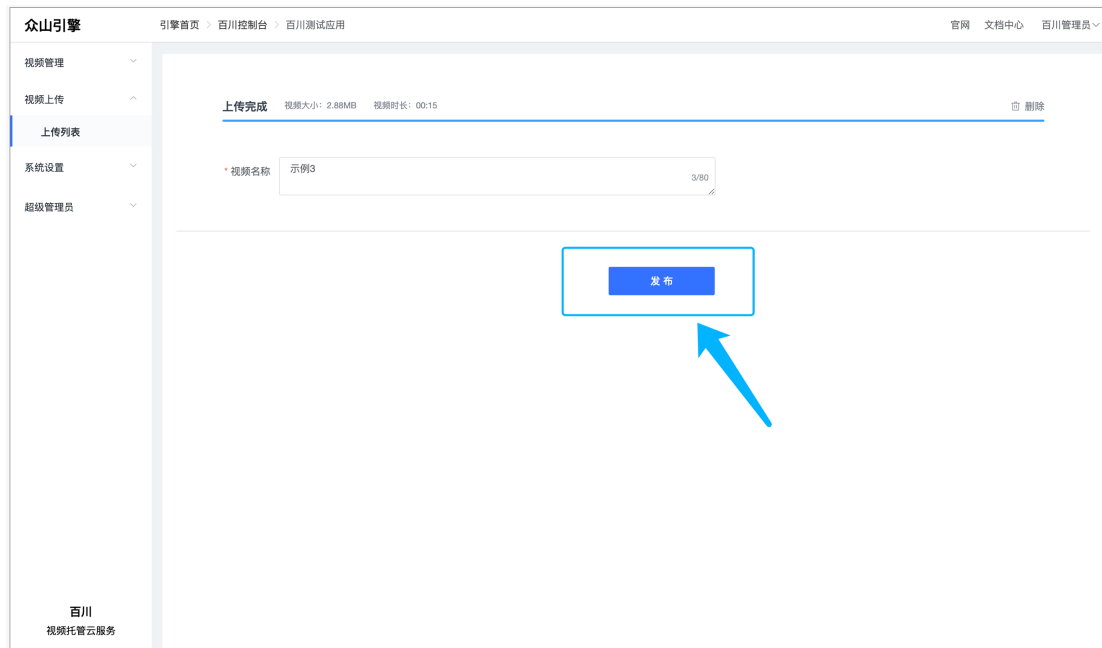 众山引擎
引擎首页 > 百川控制台 > 百川测试应用
官网 文档中心 百川管理员
视频管理
视频上传
上传列表
系统设置
超级管理员
上传完成 视频大小：2.88MB 视频时长：00:15
删除
* 视频名称 示例3
3/80
发 布
百川
视频托管云服务